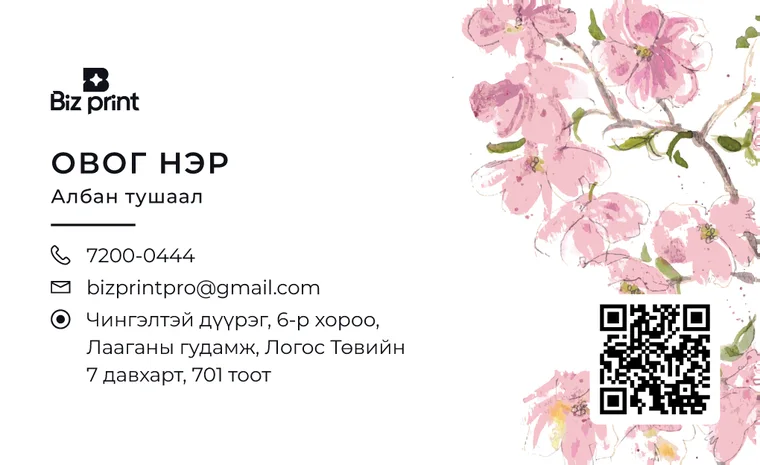 Biz print
ОВОГ НЭР
Албан тушаал
7200-0444
bizprintpro@gmail.com
Чингэлтэй дүүрэг, 6-р хороо,
Лааганы гудамж, Логос Төвийн
7 давхарт, 701 тоот